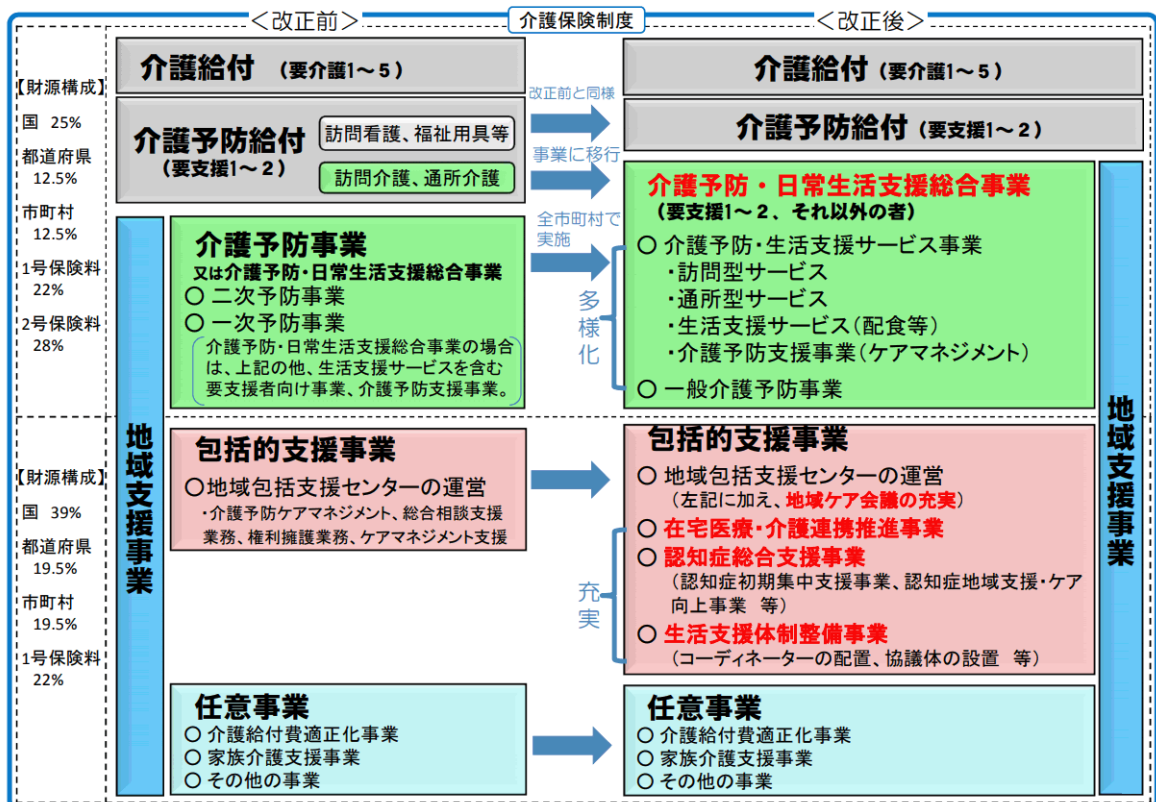 ＜改正前＞
介護保険制度
＜改正後＞
【財源構成】
国 25%
都道府県
12.5%
市町村
12.5%
1号保険料
22%
2号保険料
28%
介護給付 （要介護1～5）
介護予防給付
（要支援1～2）
訪問看護、福祉用具等
訪問介護、通所介護
改正前と同様
事業に移行
全市町村で
実施
多様化
介護給付（要介護1～5）
介護予防給付（要支援1～2）
介護予防事業
又は介護予防・日常生活支援総合事業
○ 二次予防事業
○ 一次予防事業
介護予防・日常生活支援総合事業の場合
は、上記の他、生活支援サービスを含む
要支援者向け事業、介護予防支援事業。
介護予防・日常生活支援総合事業
（要支援1～2、それ以外の者）
○ 介護予防・生活支援サービス事業
・訪問型サービス
・通所型サービス
・生活支援サービス（配食等）
・介護予防支援事業（ケアマネジメント）
○ 一般介護予防事業
地域支援事業
地域支援事業
【財源構成】
国 39%
都道府県
19.5%
市町村
19.5%
1号保険料
22%
包括的支援事業
○地域包括支援センターの運営
・介護予防ケアマネジメント、総合相談支援
業務、権利擁護業務、ケアマネジメント支援
充実
包括的支援事業
○ 地域包括支援センターの運営
（左記に加え、地域ケア会議の充実）
○ 在宅医療・介護連携推進事業
○ 認知症総合支援事業
（認知症初期集中支援事業、認知症地域支援・ケア
向上事業 等）
○ 生活支援体制整備事業
（コーディネーターの配置、協議体の設置 等）
任意事業
○ 介護給付費適正化事業
○ 家族介護支援事業
○ その他の事業
任意事業
○ 介護給付費適正化事業
○ 家族介護支援事業
○ その他の事業